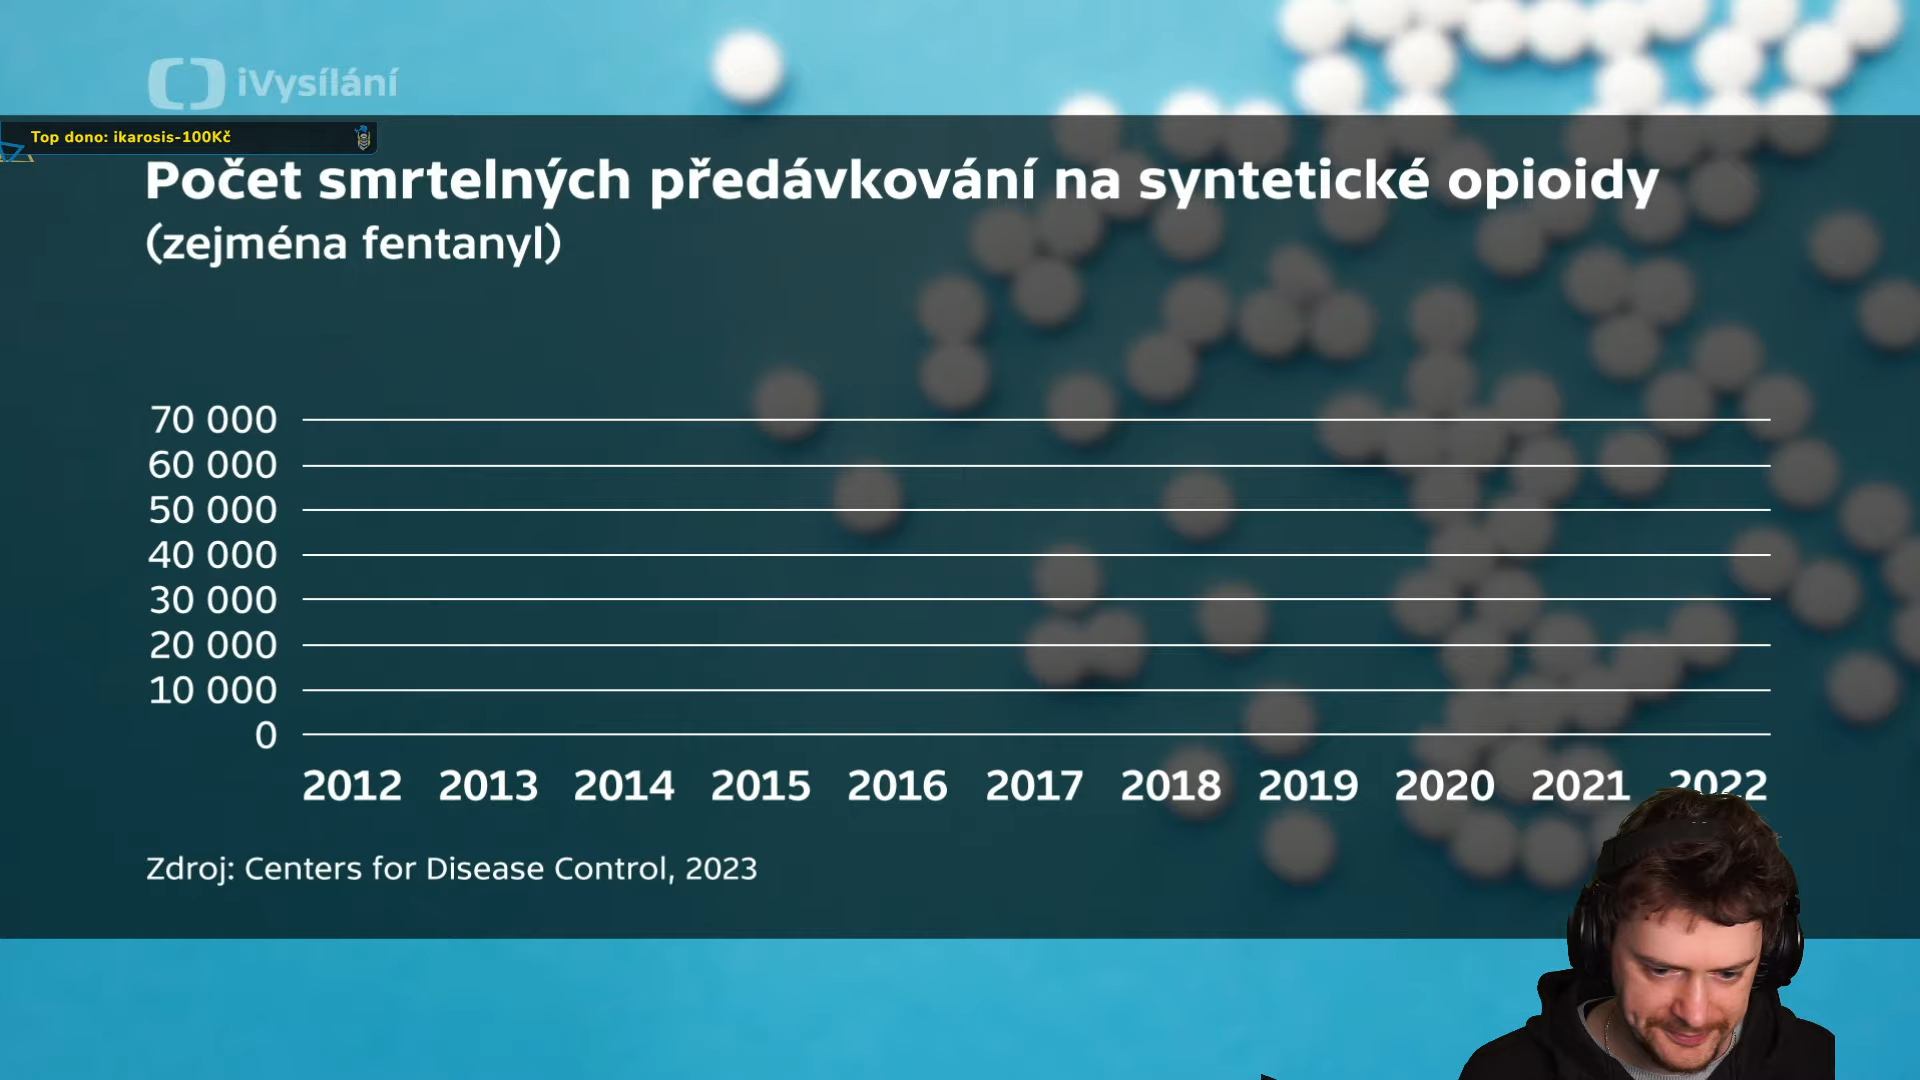 iVysílání
Top dono: ikarosis-100Kč
Počet smrtelných předávkování na syntetické opioidy
(zejména fentanyl)
70 000
60 000
50 000
40 000
30 000
20 000
10 000
0
2012 2013 2014 2015 2016 2017 2018 2019 2020 2021 2022
Zdroj: Centers for Disease Control, 2023